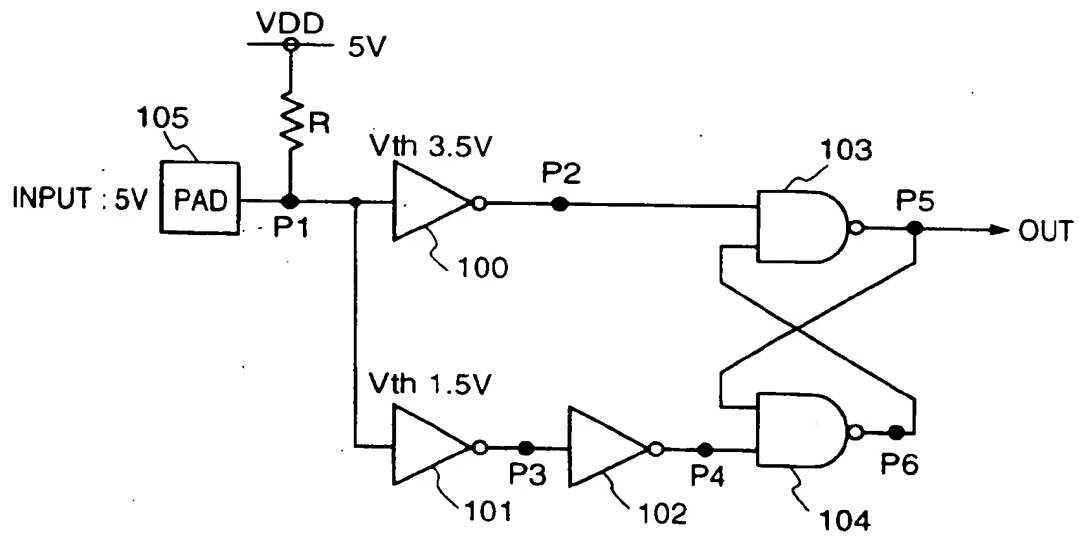 VDD
5V
105
R
Vth 3.5V
P2
103
P5
INPUT : 5V
PAD
P1
OUT
100
Vth 1.5V
P3
P4
P6
101
102
104